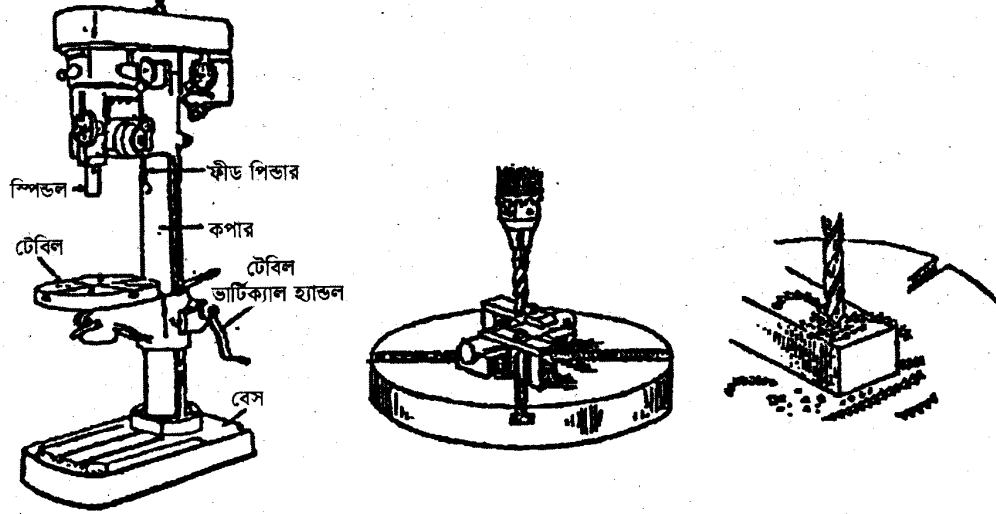 ফীড পিন্ডার
স্পিন্ডল
কপার
টেবিল
টেবিল
ভার্টিক্যাল হ্যান্ডল
বেস